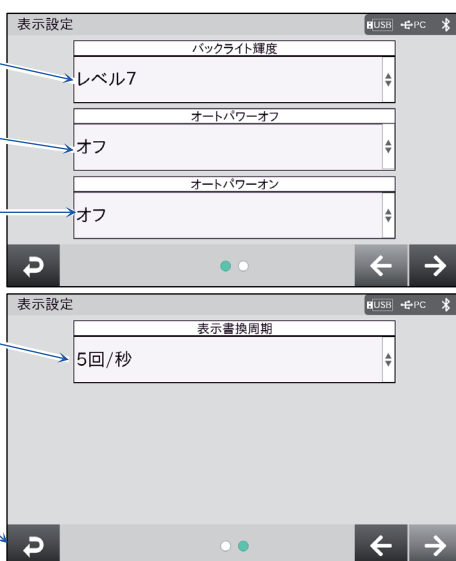 表示設定
USB PC
バックライト輝度
レベル7
オートパワーオフ
オフ
オートパワーオン
オフ
表示設定
USB PC
表示書換周期
5回/秒